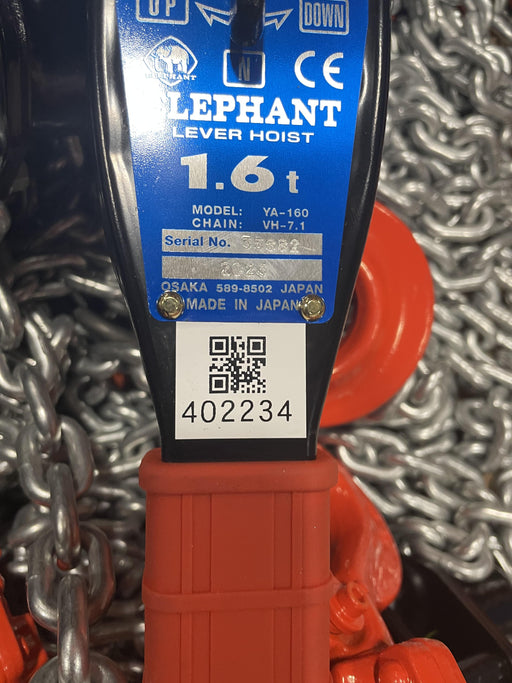 UP DOWN
ELEPHANT
N
CE
ELEPHANT
LEVER HOIST
1.6 t
MODEL: YA-160
CHAIN: VH-7.1
Serial No.
OSAKA 589-8502 JAPAN
MADE IN JAPAN
402234